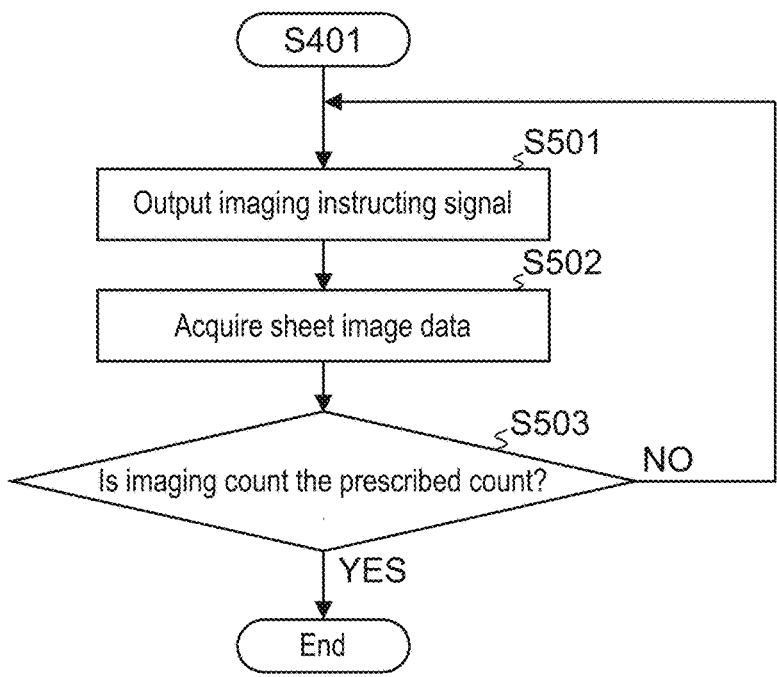 S401
S501
Output imaging instructing signal
S502
Acquire sheet image data
S503
Is imaging count the prescribed count?
NO
YES
End